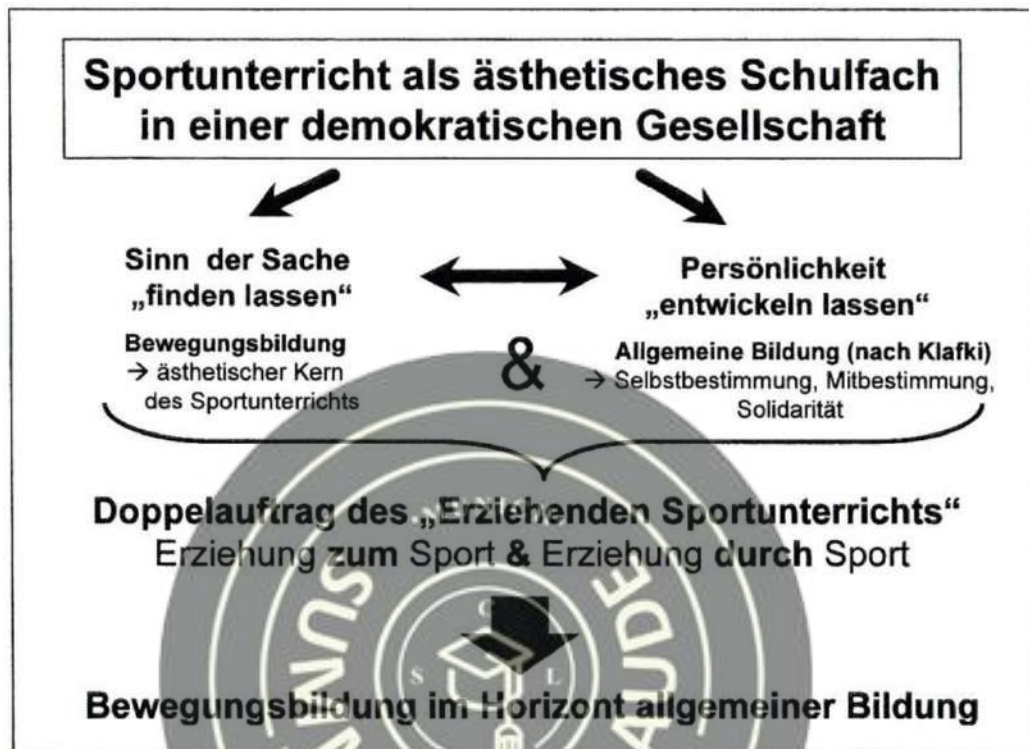 Sportunterricht als ästhetisches Schulfach
in einer demokratischen Gesellschaft
Sinn der Sache
„finden lassen“
Bewegungsbildung
→ ästhetischer Kern
des Sportunterrichts
&
Persönlichkeit
„entwickeln lassen“
Allgemeine Bildung (nach Klafki)
→ Selbstbestimmung, Mitbestimmung,
Solidarität
Doppelauftrag des „Erziehenden Sportunterrichts“
Erziehung zum Sport & Erziehung durch Sport
Bewegungsbildung im Horizont allgemeiner Bildung
S C L